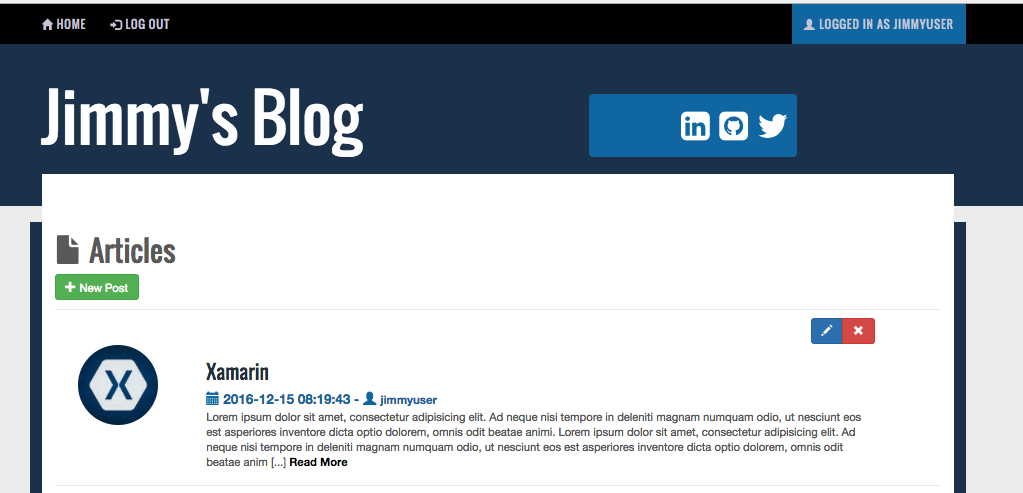 HOME LOG OUT LOGGED IN AS JIMMYUSER
Jimmy's Blog
in
Articles
New Post
Xamarin
2016-12-15 08:19:43 - jimmyuser
Lorem ipsum dolor sit amet, consectetur adipisicing elit. Ad neque nisi tempore in deleniti magnam numquam odio, ut nesciunt eos
est asperiores inventore dicta optio dolorem, omnis odit beatae animi. Lorem ipsum dolor sit amet, consectetur adipisicing elit. Ad
neque nisi tempore in deleniti magnam numquam odio, ut nesciunt eos est asperiores inventore dicta optio dolorem, omnis odit
beatae anim [...] Read More